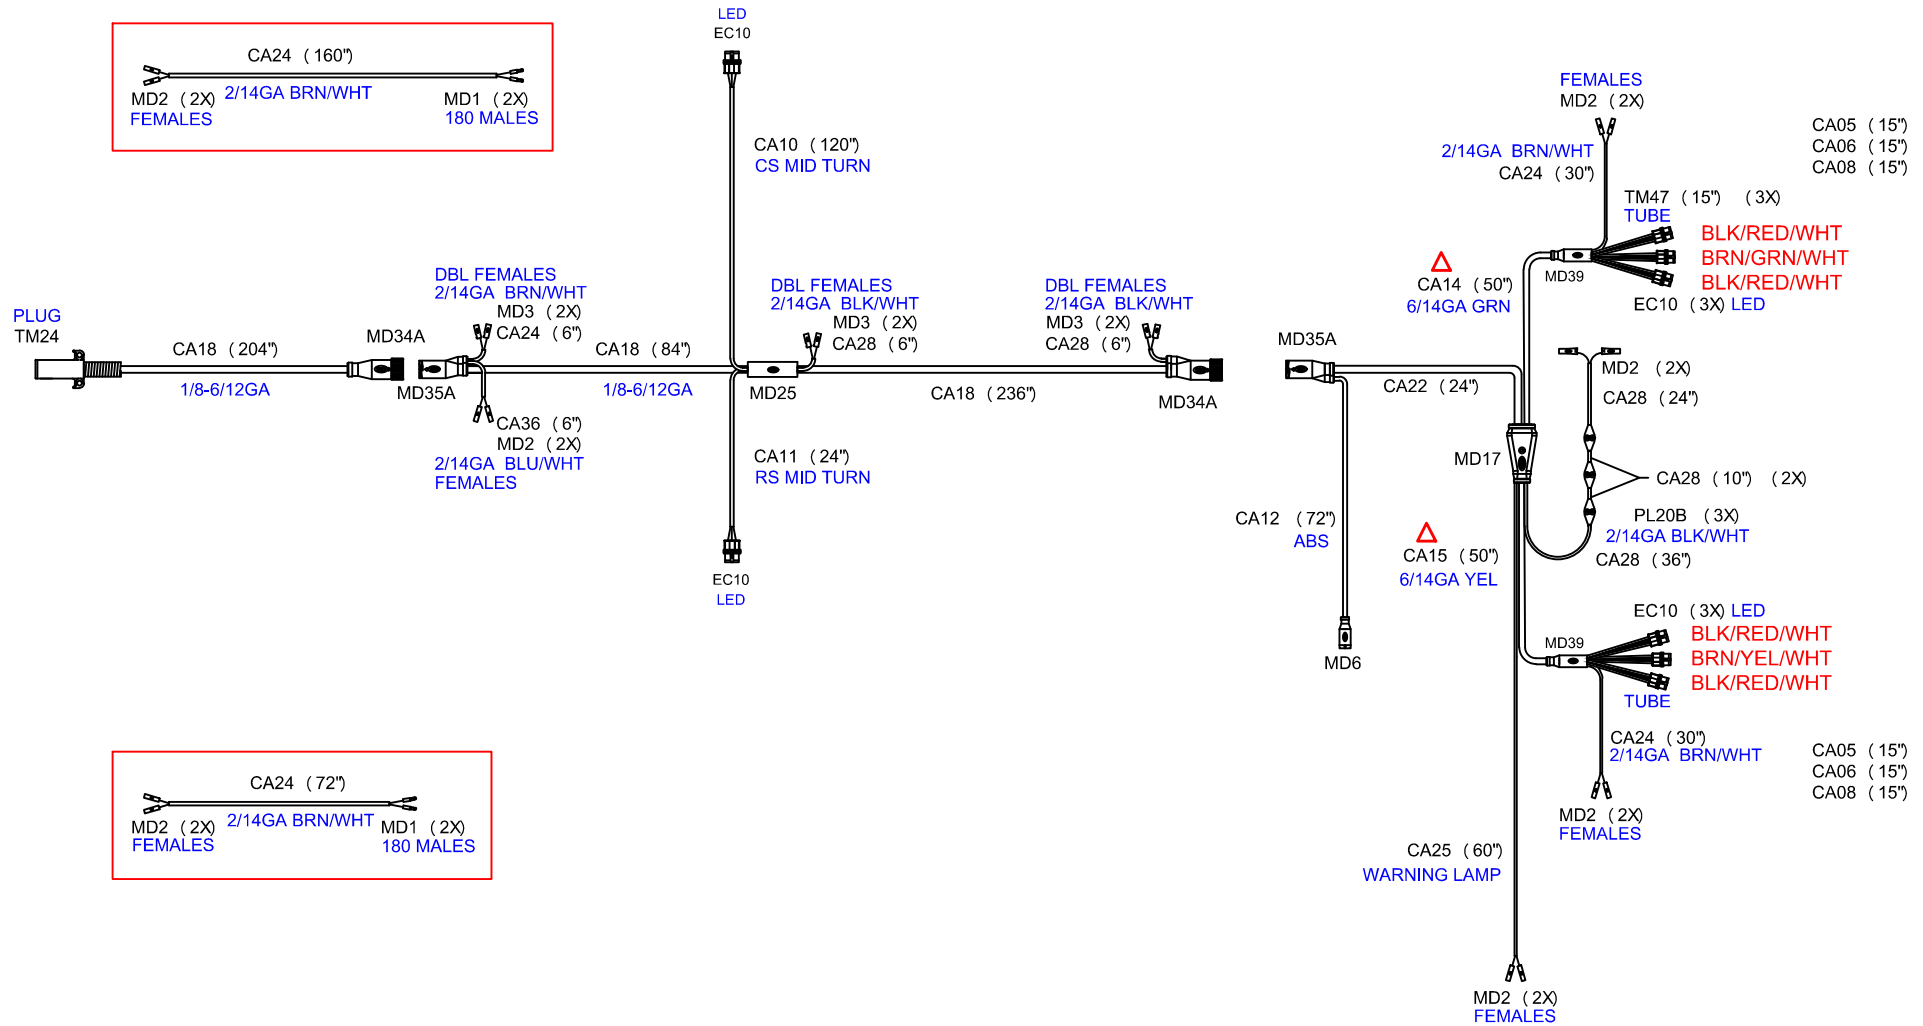 CA24 (160")
2/14GA BRN/WHT
MD2 (2X)
FEMALES
MD1 (2X)
180 MALES
LED
EC10
CA10 (120")
CS MID TURN
PLUG
TM24
CA18 (204")
1/8-6/12GA
MD34A
MD35A
DBL FEMALES
2/14GA BRN/WHT
MD3 (2X)
CA24 (6")
CA36 (6")
MD2 (2X)
2/14GA BLU/WHT
FEMALES
CA18 (84")
1/8-6/12GA
DBL FEMALES
2/14GA BLK/WHT
MD3 (2X)
CA28 (6")
MD25
CA11 (24")
RS MID TURN
EC10
LED
CA18 (236")
DBL FEMALES
2/14GA BLK/WHT
MD3 (2X)
CA28 (6")
MD34A
MD35A
CA22 (24")
CA12 (72")
ABS
MD6
MD17
FEMALES
MD2 (2X)
2/14GA BRN/WHT
CA24 (30")
CA05 (15")
CA06 (15")
CA08 (15")
TM47 (15") (3X)
TUBE
BLK/RED/WHT
BRN/GRN/WHT
BLK/RED/WHT
MD39
EC10 (3X) LED
CA14 (50")
6/14GA GRN
MD2 (2X)
CA28 (24")
CA28 (10") (2X)
PL20B (3X)
2/14GA BLK/WHT
CA28 (36")
CA15 (50")
6/14GA YEL
EC10 (3X) LED
MD39
BLK/RED/WHT
BRN/YEL/WHT
BLK/RED/WHT
TUBE
CA24 (30")
2/14GA BRN/WHT
CA05 (15")
CA06 (15")
CA08 (15")
MD2 (2X)
FEMALES
CA25 (60")
WARNING LAMP
MD2 (2X)
FEMALES
CA24 (72")
2/14GA BRN/WHT
MD2 (2X)
FEMALES
MD1 (2X)
180 MALES